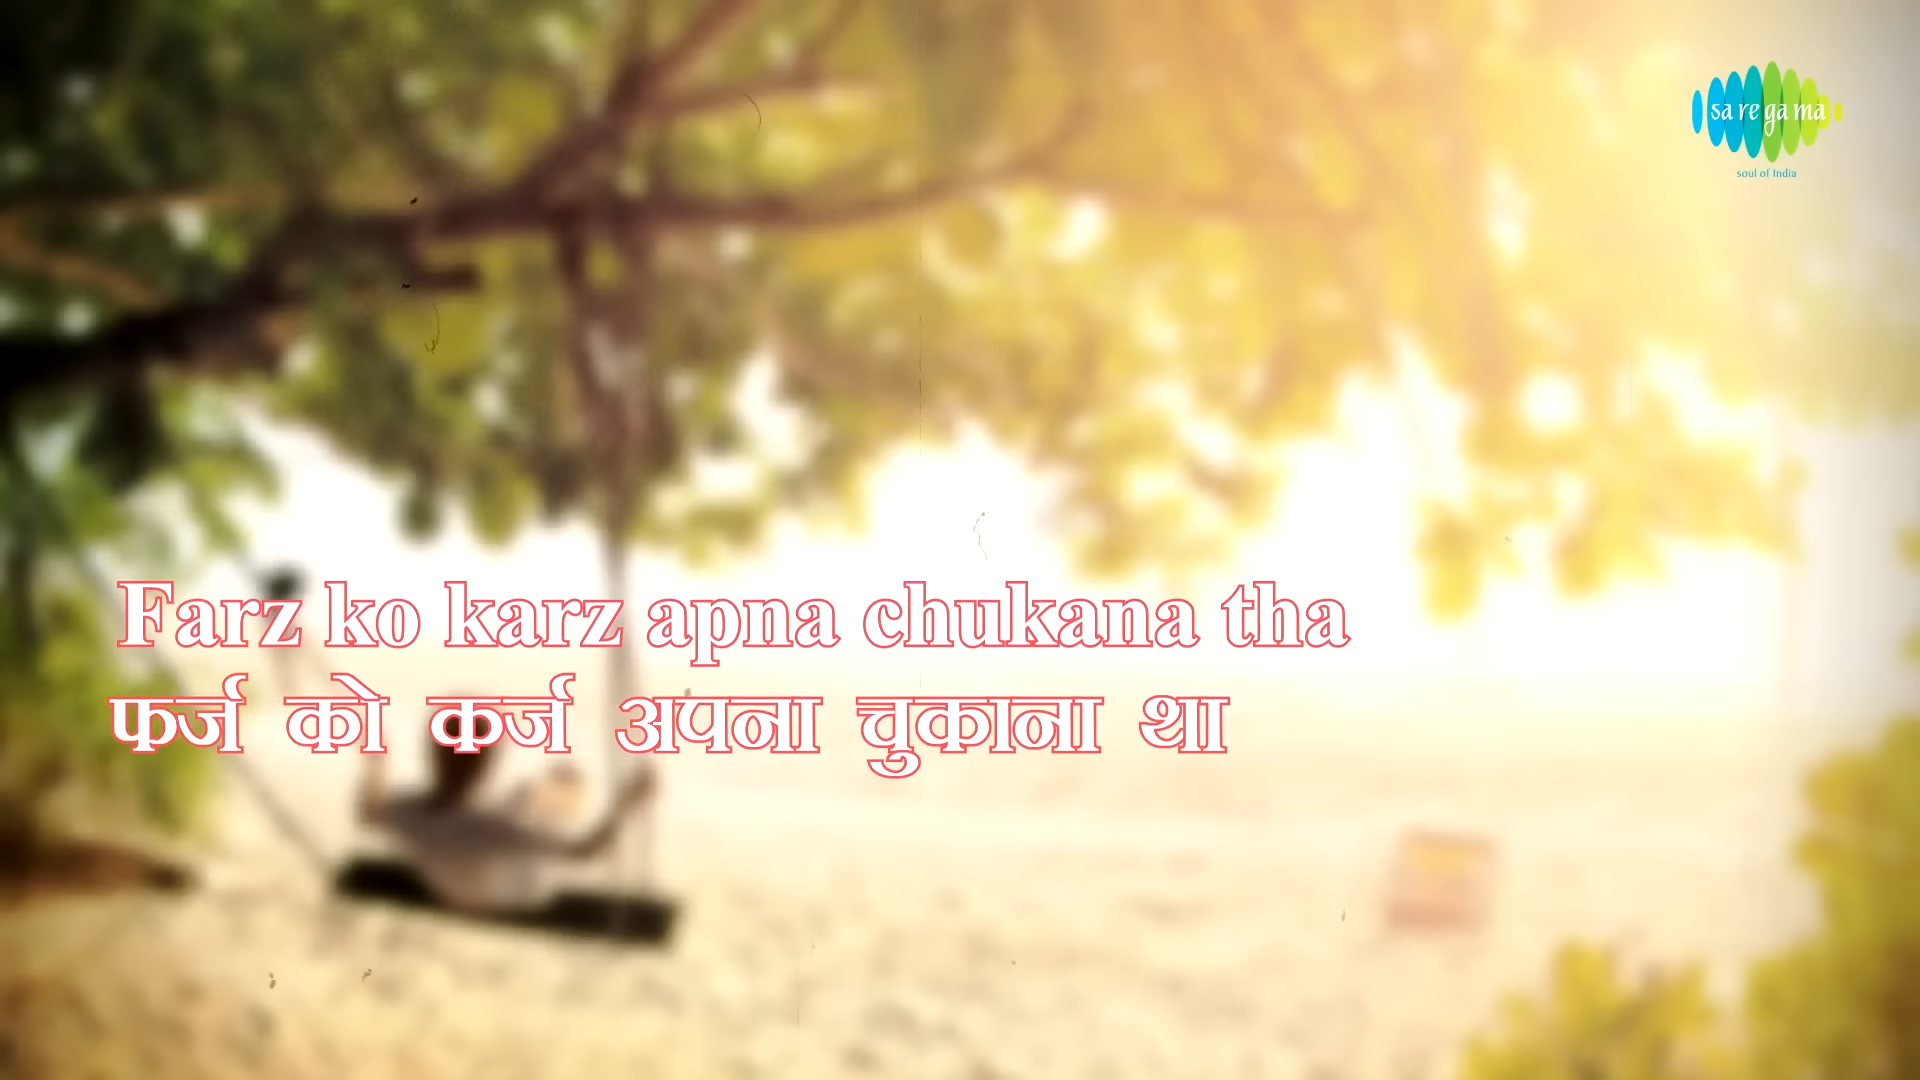 sa re ga ma
soul of India
Farz ko karz apna chukana tha
फर्ज को कर्ज अपना चुकाना था